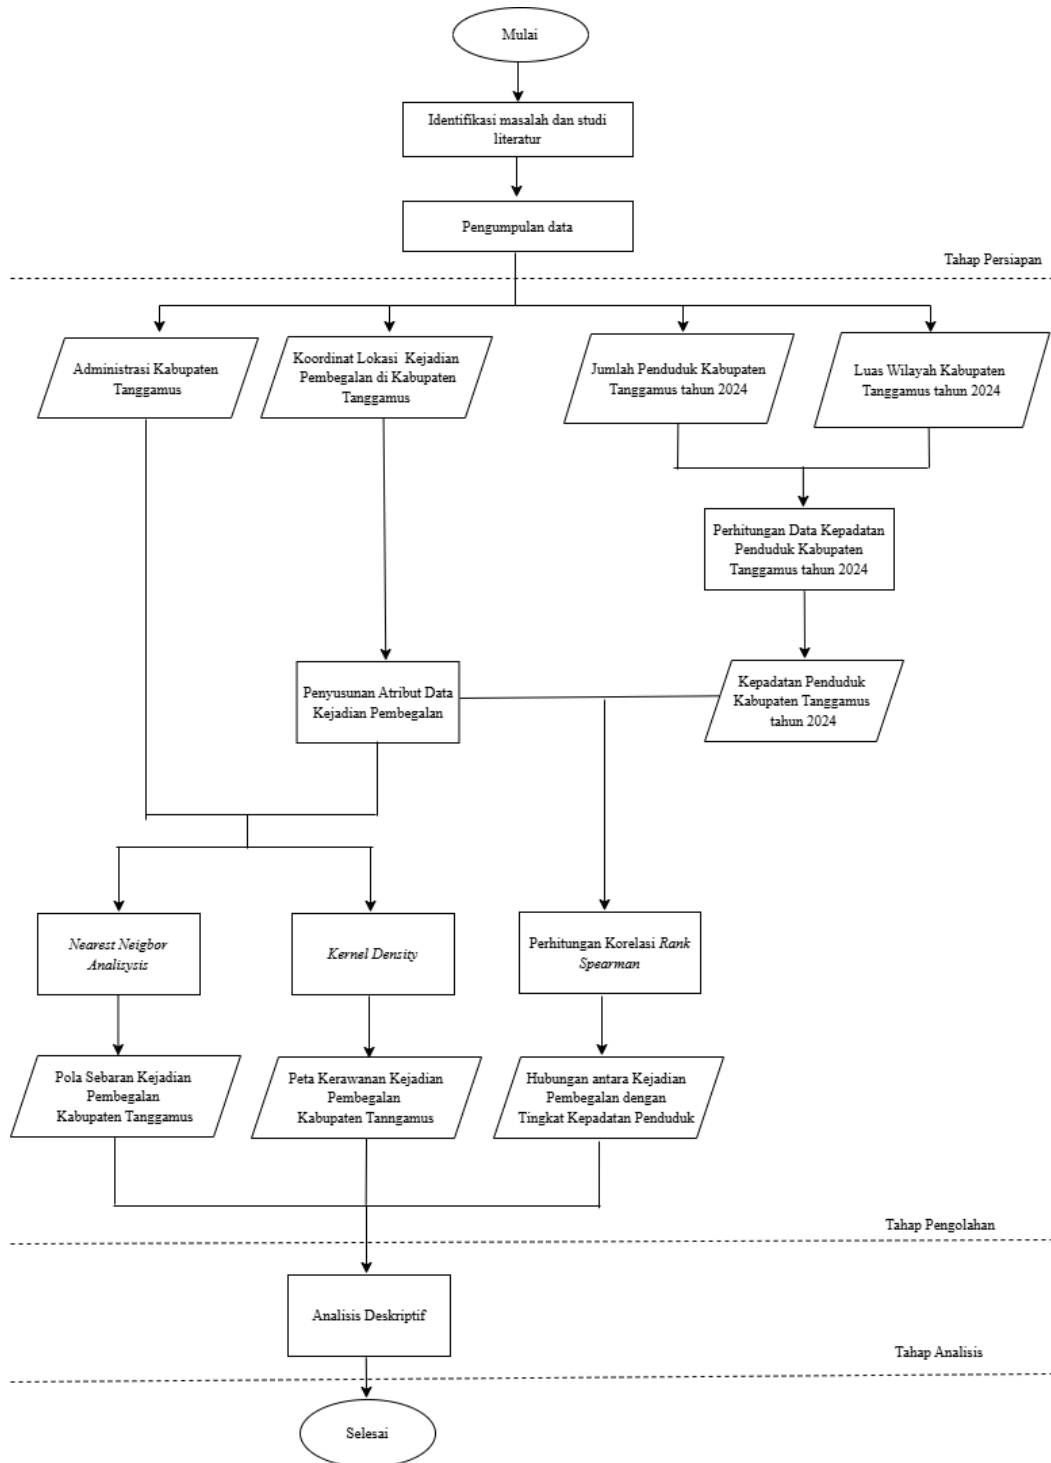 Mulai
Identifikasi masalah dan studi
literatur
Pengumpulan data
Tahap Persiapan
Administrasi Kabupaten
Tanggamus
Koordinat Lokasi Kejadian
Pembegalan di Kabupaten
Tanggamus
Jumlah Penduduk Kabupaten
Tanggamus tahun 2024
Luas Wilayah Kabupaten
Tanggamus tahun 2024
Perhitungan Data Kepadatan
Penduduk Kabupaten
Tanggamus tahun 2024
Penyusunan Atribut Data
Kejadian Pembegalan
Kepadatan Penduduk
Kabupaten Tanggamus
tahun 2024
Nearest Neigbor
Analisysis
Kernel Density
Perhitungan Korelasi Rank
Spearman
Pola Sebaran Kejadian
Pembegalan
Kabupaten Tanggamus
Peta Kerawanan Kejadian
Pembegalan
Kabupaten Tanngamus
Hubungan antara Kejadian
Pembegalan dengan
Tingkat Kepadatan Penduduk
Tahap Pengolahan
Analisis Deskriptif
Tahap Analisis
Selesai